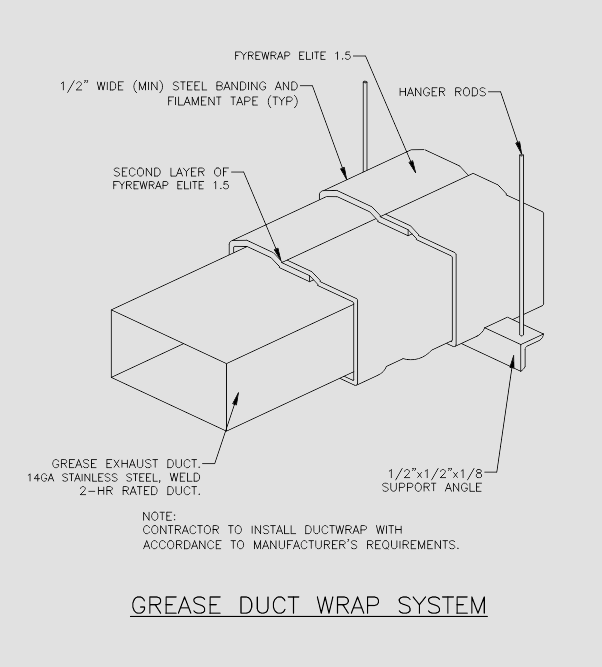 FYREWRAP ELITE 1.5
1/2" WIDE (MIN) STEEL BANDING AND
FILAMENT TAPE (TYP)
HANGER RODS
SECOND LAYER OF
FYREWRAP ELITE 1.5
GREASE EXHAUST DUCT.
14GA STAINLESS STEEL, WELD
2-HR RATED DUCT.
1/2"x1/2"x1/8
SUPPORT ANGLE
NOTE:
CONTRACTOR TO INSTALL DUCTWRAP WITH
ACCORDANCE TO MANUFACTURER'S REQUIREMENTS.
GREASE DUCT WRAP SYSTEM